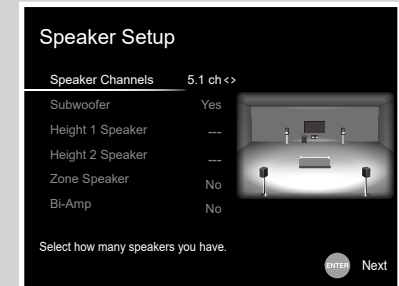 Speaker Setup
Speaker Channels 5.1 ch <>
Subwoofer Yes
Height 1 Speaker ---
Height 2 Speaker ---
Zone Speaker No
Bi-Amp No
Select how many speakers you have.
ENTER Next